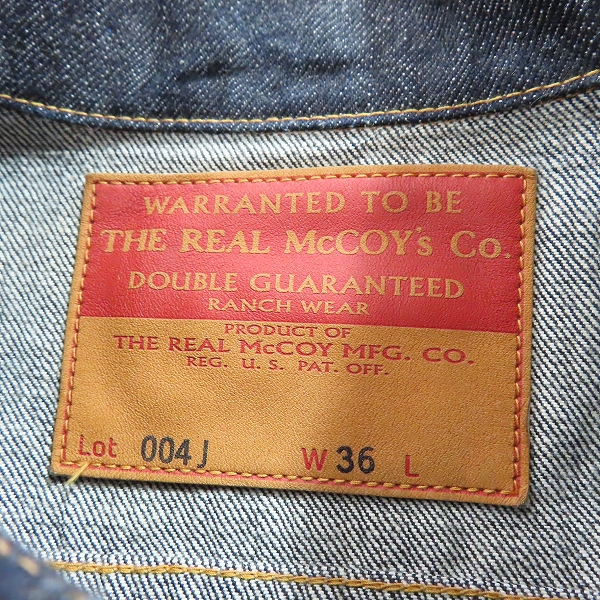 WARRANTED TO BE
THE REAL McCOY's Co.
DOUBLE GUARANTEED
RANCH WEAR
PRODUCT OF
THE REAL McCOY MFG. CO.
REG. U. S. PAT. OFF.
Lot 004J W 36 L